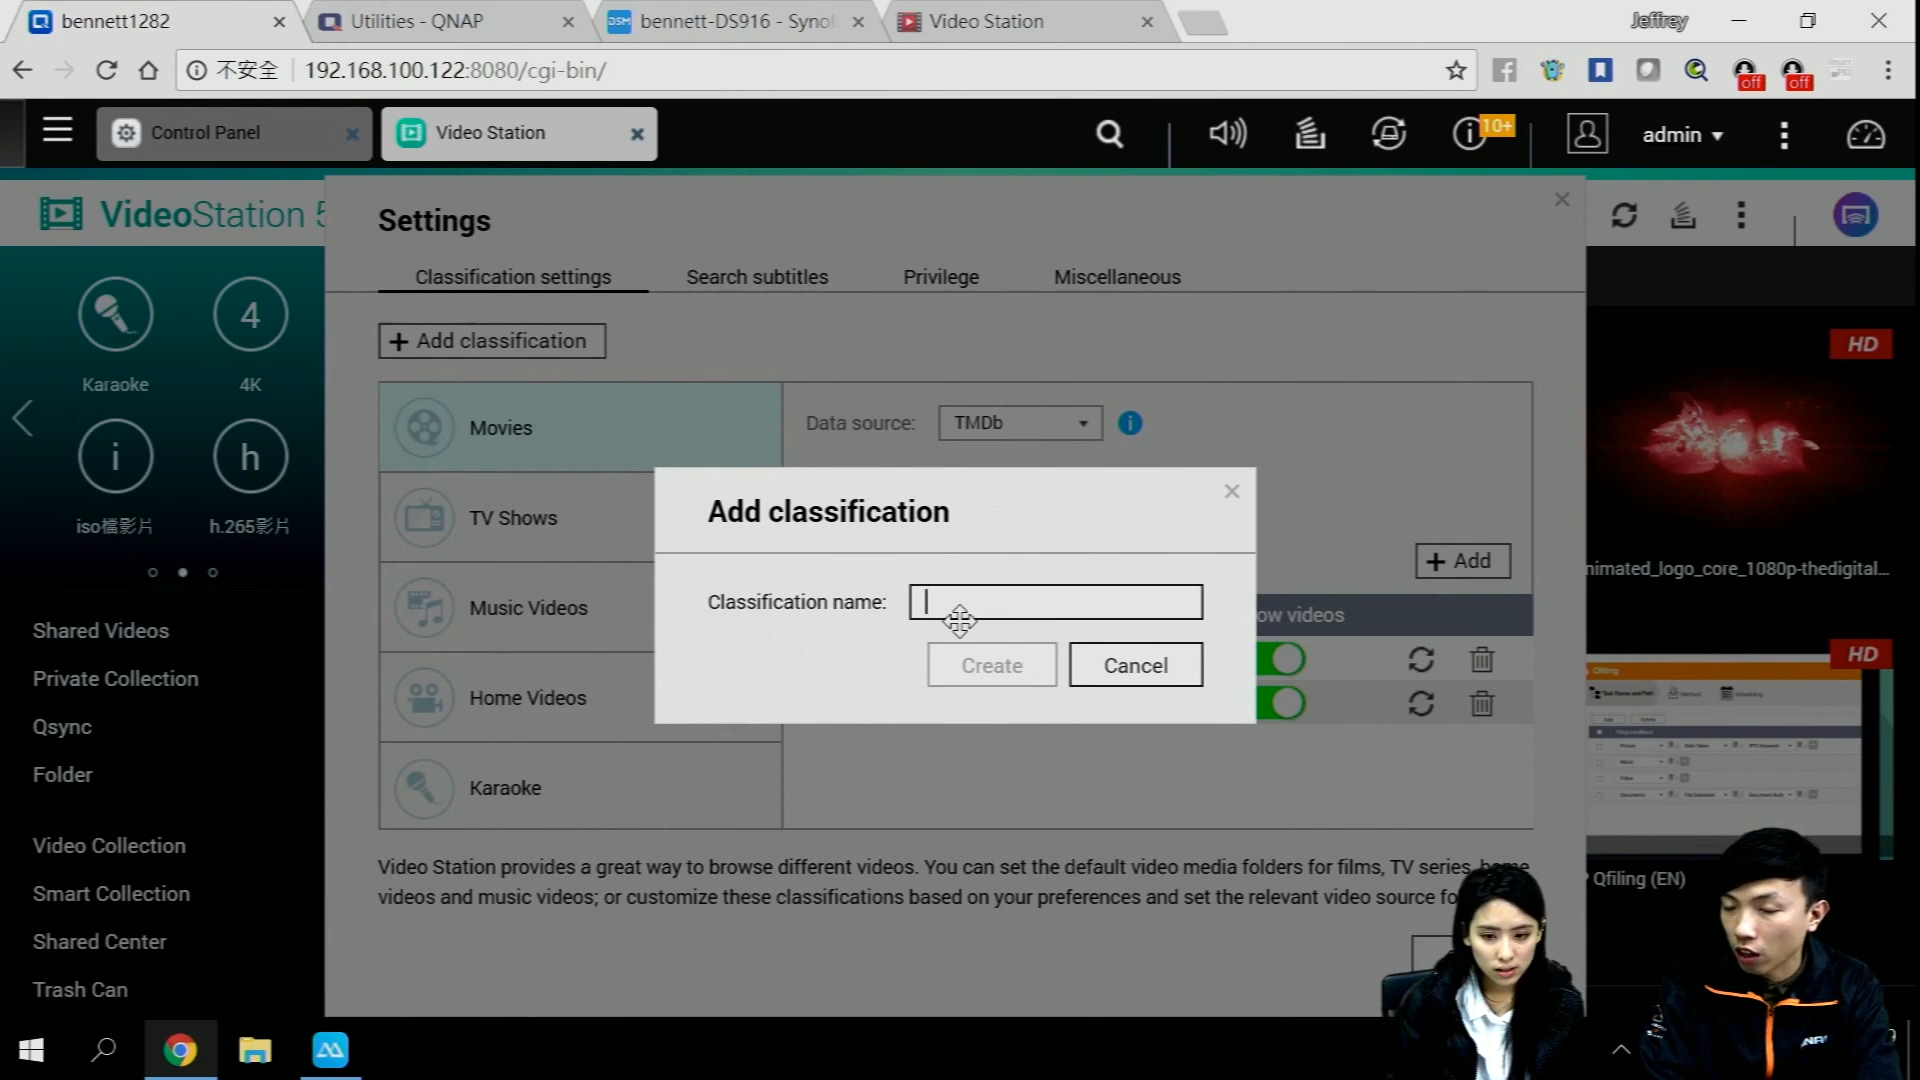 bennett1282
Utilities - QNAP
bennett-DS916 - Synol
Video Station
Jeffrey
不安全
192.168.100.122:8080/cgi-bin/
off
off
Control Panel
Video Station
10+
admin
VideoStation 5
Settings
Classification settings
Search subtitles
Privilege
Miscellaneous
Add classification
Karaoke
4
4K
i
iso檔影片
h
h.265影片
Shared Videos
Private Collection
Qsync
Folder
Video Collection
Smart Collection
Shared Center
Trash Can
Movies
TV Shows
Music Videos
Home Videos
Karaoke
Data source:
TMDb
Add
ow videos
Add classification
Classification name:
Create
Cancel
Video Station provides a great way to browse different videos. You can set the default video media folders for films, TV series, home
videos and music videos; or customize these classifications based on your preferences and set the relevant video source fo
HD
nimated_logo_core_1080p-thedigital...
HD
Qfiling
Qfiling (EN)